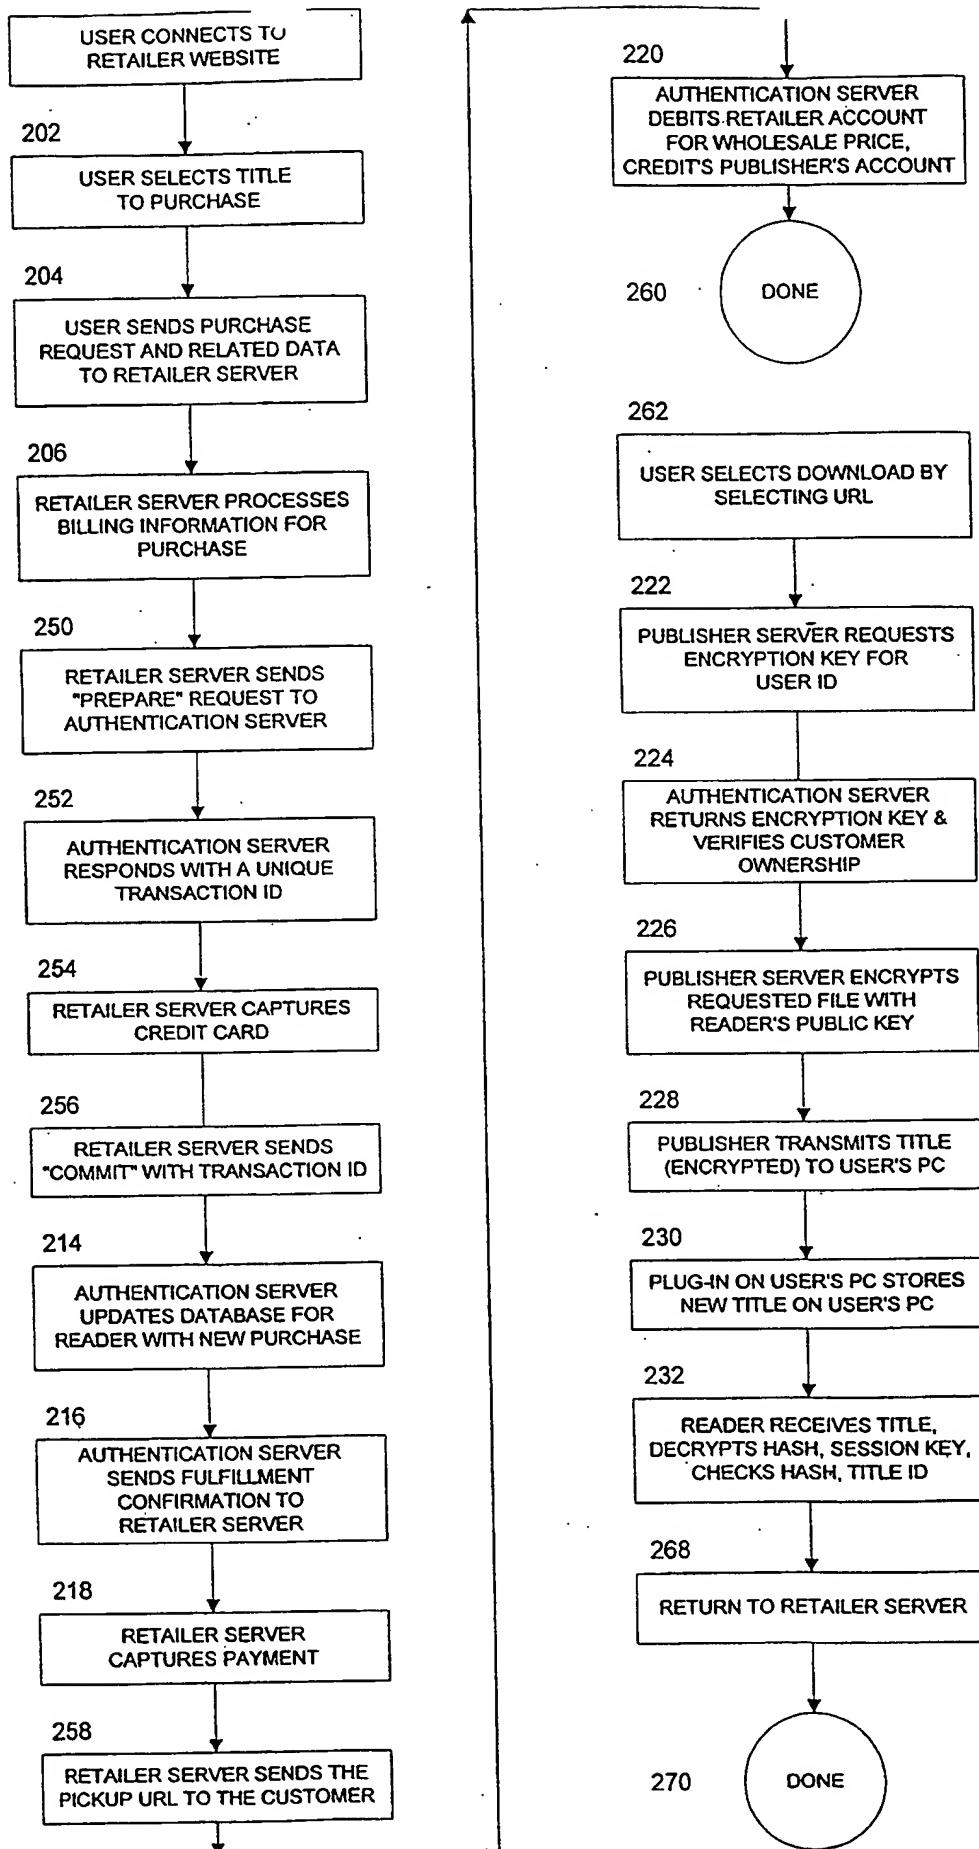 USER CONNECTS TO
RETAILER WEBSITE
202
USER SELECTS TITLE
TO PURCHASE
204
USER SENDS PURCHASE
REQUEST AND RELATED DATA
TO RETAILER SERVER
206
RETAILER SERVER PROCESSES
BILLING INFORMATION FOR
PURCHASE
250
RETAILER SERVER SENDS
"PREPARE" REQUEST TO
AUTHENTICATION SERVER
252
AUTHENTICATION SERVER
RESPONDS WITH A UNIQUE
TRANSACTION ID
254
RETAILER SERVER CAPTURES
CREDIT CARD
256
RETAILER SERVER SENDS
"COMMIT" WITH TRANSACTION ID
214
AUTHENTICATION SERVER
UPDATES DATABASE FOR
READER WITH NEW PURCHASE
216
AUTHENTICATION SERVER
SENDS FULFILLMENT
CONFIRMATION TO
RETAILER SERVER
218
RETAILER SERVER
CAPTURES PAYMENT
258
RETAILER SERVER SENDS THE
PICKUP URL TO THE CUSTOMER
220
AUTHENTICATION SERVER
DEBITS RETAILER ACCOUNT
FOR WHOLESALE PRICE,
CREDIT'S PUBLISHER'S ACCOUNT
260
DONE
262
USER SELECTS DOWNLOAD BY
SELECTING URL
222
PUBLISHER SERVER REQUESTS
ENCRYPTION KEY FOR
USER ID
224
AUTHENTICATION SERVER
RETURNS ENCRYPTION KEY &
VERIFIES CUSTOMER
OWNERSHIP
226
PUBLISHER SERVER ENCRYPTS
REQUESTED FILE WITH
READER'S PUBLIC KEY
228
PUBLISHER TRANSMITS TITLE
(ENCRYPTED) TO USER'S PC
230
PLUG-IN ON USER'S PC STORES
NEW TITLE ON USER'S PC
232
READER RECEIVES TITLE,
DECRYPTS HASH, SESSION KEY,
CHECKS HASH, TITLE ID
268
RETURN TO RETAILER SERVER
270
DONE